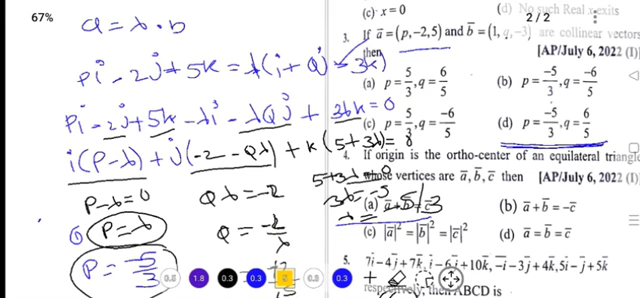 67%
2/2
a = λ·b
Pi - 2j + 5k = λ(i + Qj - 3k)
Pi - 2j + 5k - λi - λQj + 3λk = 0
i(P-λ) + j(-2 - Qλ) + k(5+3λ) = 0
P-λ=0
Qλ = -2
5+3λ=0
3λ=-5
P=λ
Q = -2/λ
λ = -5/3
P = -5/3
(c) x = 0
(d) No such Real x exits
3. If a̅ = (p,-2,5) and b̅ = (1, q,-3) are collinear vectors
then [AP/July 6, 2022 (I)]
(a) p = 5/3, q = 6/5
(b) p = -5/3, q = -6/5
(c) p = 5/3, q = -6/5
(d) p = -5/3, q = 6/5
4. If origin is the ortho-center of an equilateral triangl
whose vertices are a̅, b̅, c̅ then [AP/July 6, 2022 (I)]
(a) a̅ + b̅ = c̅
(b) a̅ + b̅ = -c̅
(c) |a̅|² = |b̅|² = |c̅|²
(d) a̅ = b̅ = c̅
5. 7i - 4j + 7k, i - 6j + 10k, -i - 3j + 4k, 5i - j + 5k
respectively, then ABCD is
0.5
1.8
0.3
0.3
0.8
0.3